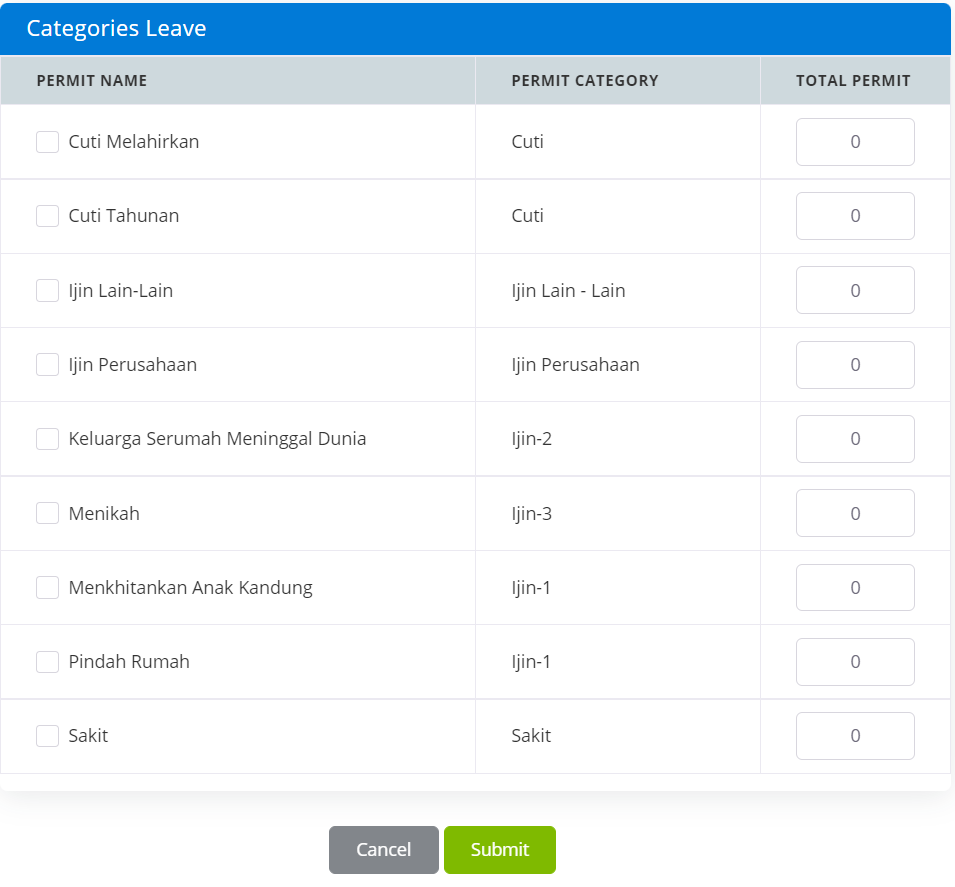 Categories Leave
PERMIT NAME PERMIT CATEGORY TOTAL PERMIT
Cuti Melahirkan Cuti 0
Cuti Tahunan Cuti 0
Ijin Lain-Lain Ijin Lain - Lain 0
Ijin Perusahaan Ijin Perusahaan 0
Keluarga Serumah Meninggal Dunia Ijin-2 0
Menikah Ijin-3 0
Menkhitankan Anak Kandung Ijin-1 0
Pindah Rumah Ijin-1 0
Sakit Sakit 0
Cancel Submit